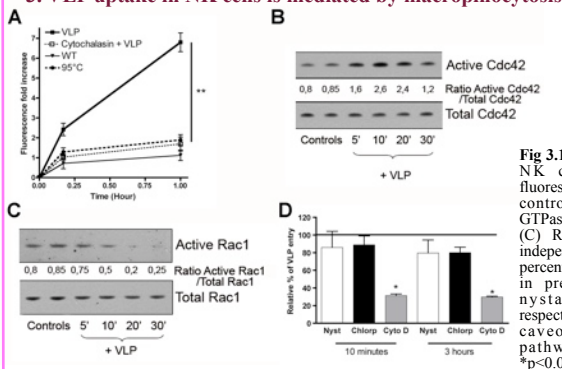 3. VLP uptake in NK cells is mediated by macropinocytosis
A
VLP
Cytochalasin + VLP
WT
95°C
Fluorescence fold increase
7
6
5
4
3
2
1
0
0.00 0.25 0.50 0.75 1.00
Time (Hour)
**
B
Active Cdc42
0,8 0,85 1,6 2,6 2,4 1,2 Ratio Active Cdc42
/Total Cdc42
Total Cdc42
Controls 5' 10' 20' 30'
+ VLP
C
Active Rac1
0,8 0,85 0,75 0,5 0,2 0,25 Ratio Active Rac1
/Total Rac1
Total Rac1
Controls 5' 10' 20' 30'
+ VLP
D
Relative % of VLP entry
120
100
80
60
40
20
0
* *
Nyst Chlorp Cyto D Nyst Chlorp Cyto D
10 minutes 3 hours
Fig 3.1
NK c
fluores
control
GTPas
(C) R
indepe
percent
in pre
nysta
respect
caveo
pathw
*p<0.0